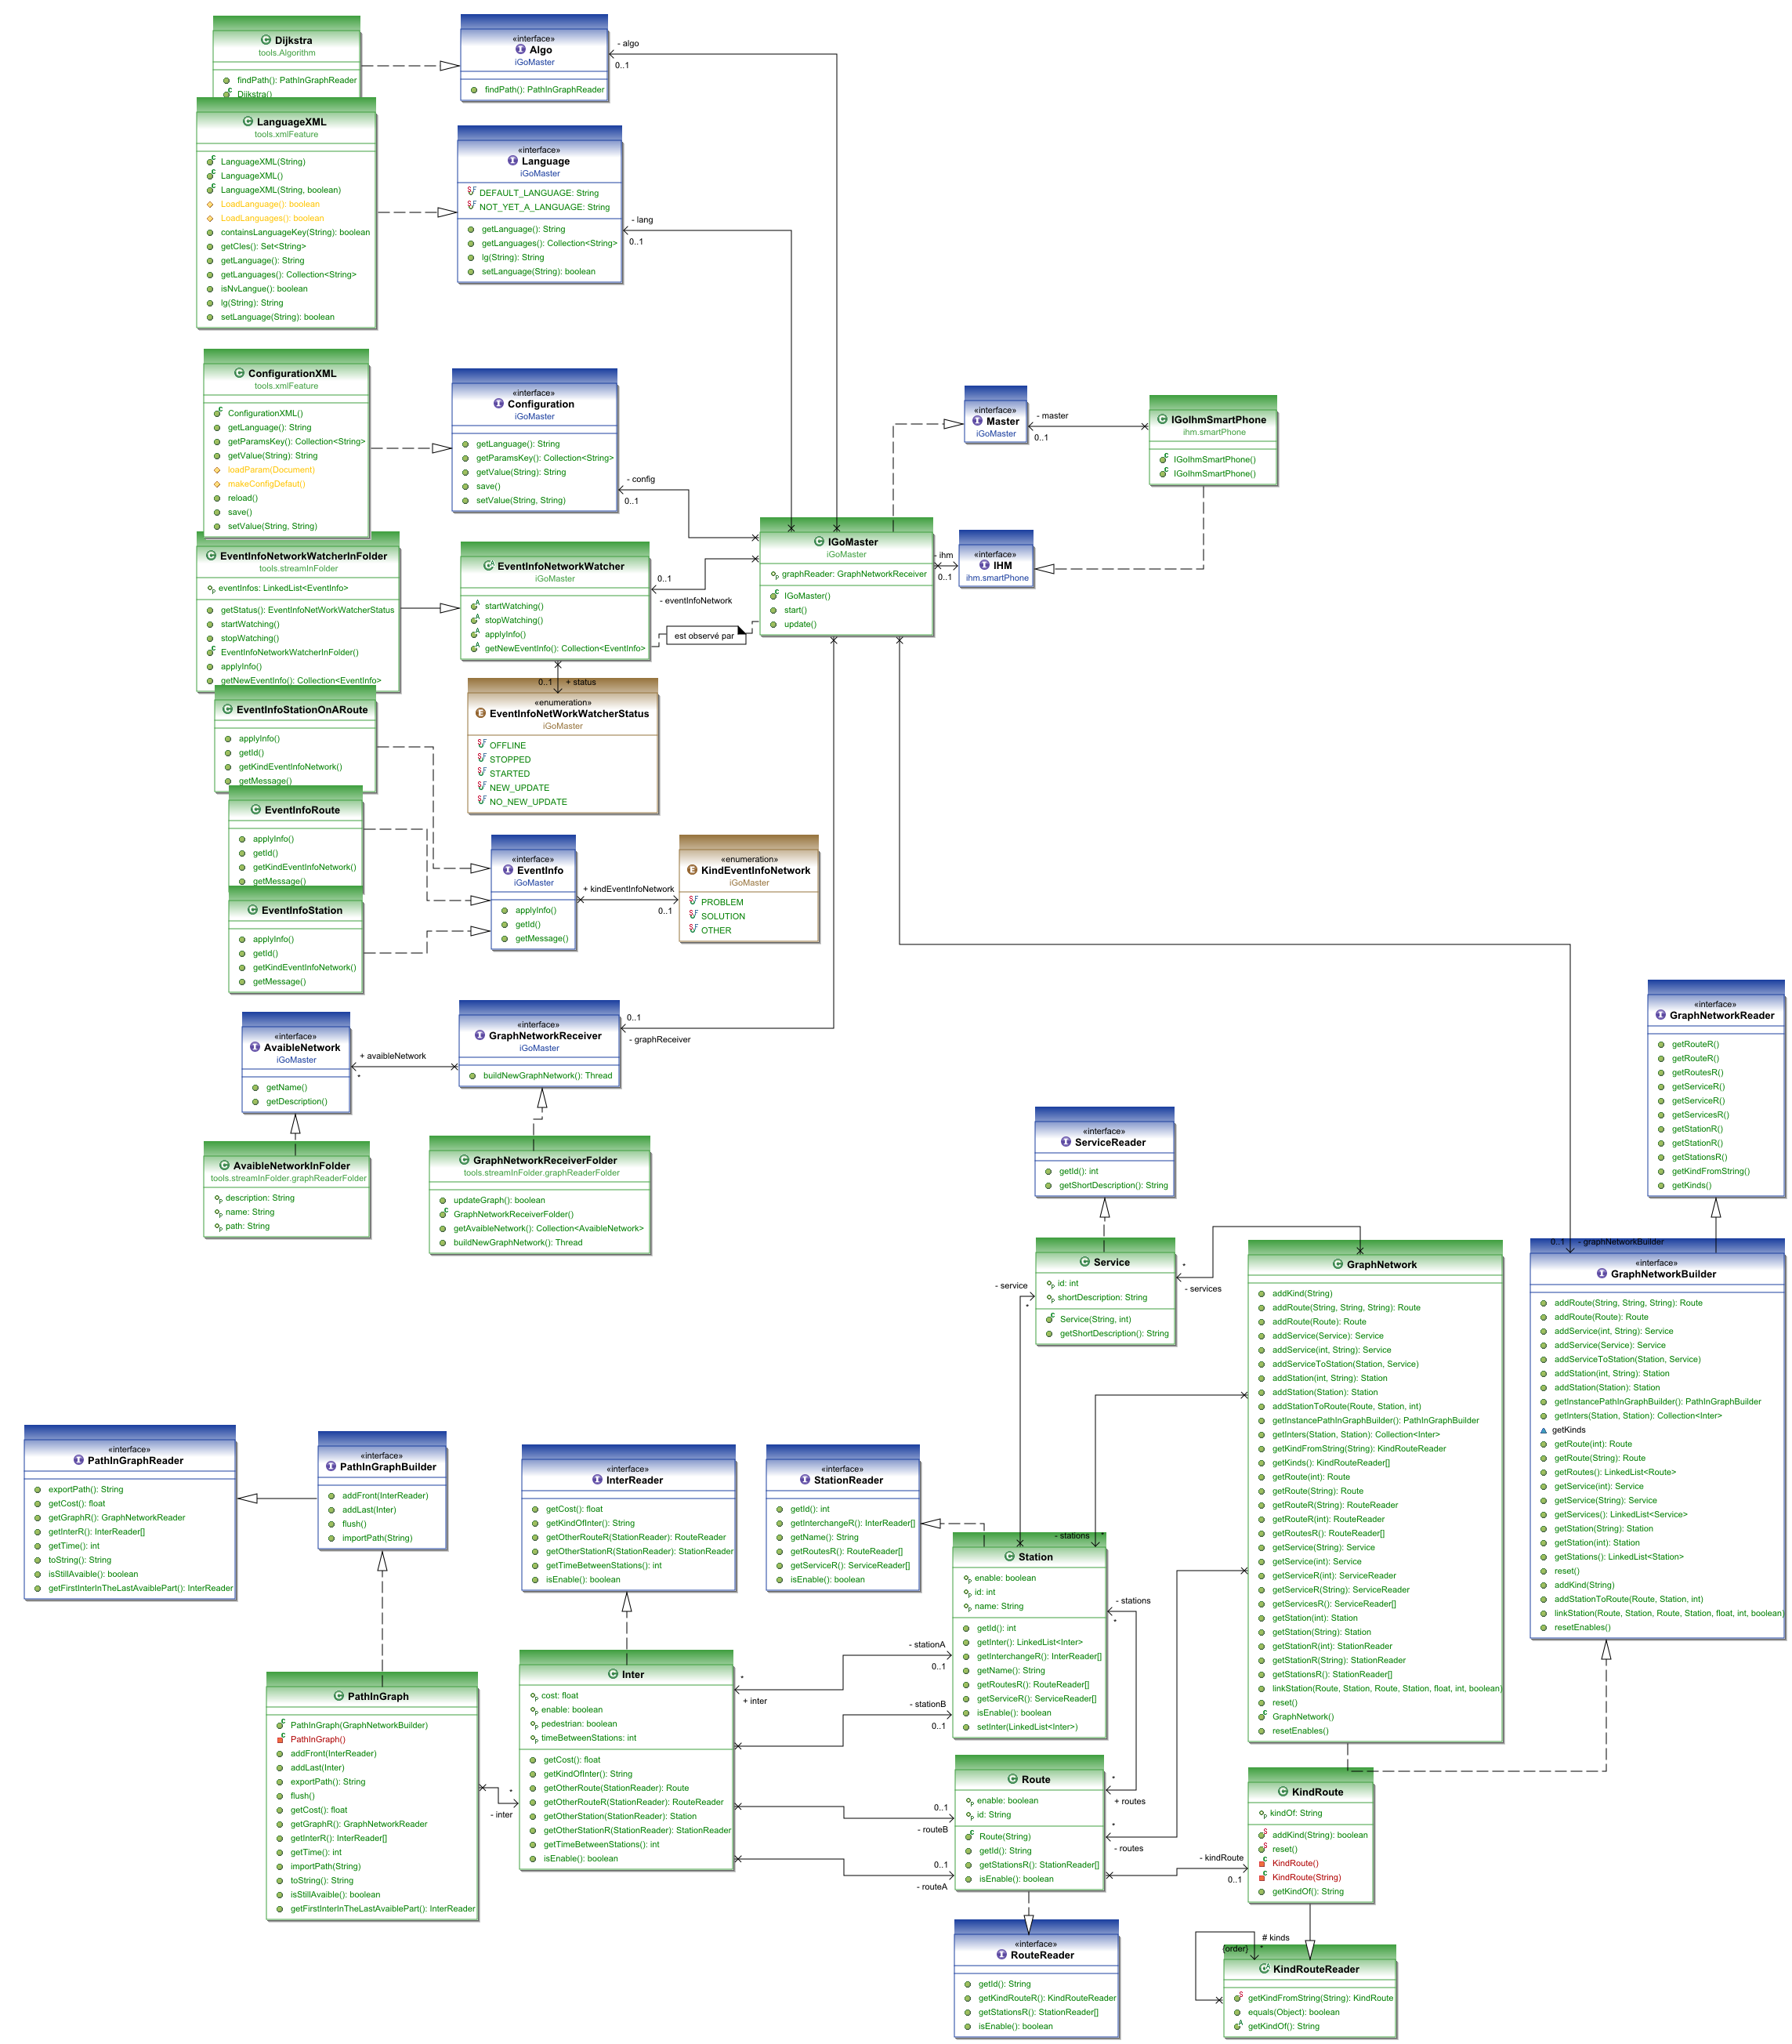 Dijkstra
tools.Algorithm
findPath(): PathInGraphReader
Dijkstra()
«interface»
Algo
iGoMaster
findPath(): PathInGraphReader
- algo
0..1
LanguageXML
tools.xmlFeature
LanguageXML(String)
LanguageXML()
LanguageXML(String, boolean)
LoadLanguage(): boolean
LoadLanguages(): boolean
containsLanguageKey(String): boolean
getCles(): Set<String>
getLanguage(): String
getLanguages(): Collection<String>
isNvLangue(): boolean
lg(String): String
setLanguage(String): boolean
«interface»
Language
iGoMaster
DEFAULT_LANGUAGE: String
NOT_YET_A_LANGUAGE: String
getLanguage(): String
getLanguages(): Collection<String>
lg(String): String
setLanguage(String): boolean
- lang
0..1
ConfigurationXML
tools.xmlFeature
ConfigurationXML()
getLanguage(): String
getParamsKey(): Collection<String>
getValue(String): String
loadParam(Document)
makeConfigDefaut()
reload()
save()
setValue(String, String)
«interface»
Configuration
iGoMaster
getLanguage(): String
getParamsKey(): Collection<String>
getValue(String): String
save()
setValue(String, String)
- config
0..1
«interface»
Master
iGoMaster
- master
0..1
IGoIhmSmartPhone
ihm.smartPhone
IGoIhmSmartPhone()
IGoIhmSmartPhone()
IGoMaster
iGoMaster
graphReader: GraphNetworkReceiver
IGoMaster()
start()
update()
- ihm
0..1
«interface»
IHM
ihm.smartPhone
EventInfoNetworkWatcherInFolder
tools.streamInFolder
eventInfos: LinkedList<EventInfo>
getStatus(): EventInfoNetWorkWatcherStatus
startWatching()
stopWatching()
EventInfoNetworkWatcherInFolder()
applyInfo()
getNewEventInfo(): Collection<EventInfo>
EventInfoNetworkWatcher
iGoMaster
startWatching()
stopWatching()
applyInfo()
getNewEventInfo(): Collection<EventInfo>
0..1
- eventInfoNetwork
est observé par
0..1
+ status
«enumeration»
EventInfoNetWorkWatcherStatus
iGoMaster
OFFLINE
STOPPED
STARTED
NEW_UPDATE
NO_NEW_UPDATE
EventInfoStationOnARoute
applyInfo()
getId()
getKindEventInfoNetwork()
getMessage()
EventInfoRoute
applyInfo()
getId()
getKindEventInfoNetwork()
getMessage()
EventInfoStation
applyInfo()
getId()
getKindEventInfoNetwork()
getMessage()
«interface»
EventInfo
iGoMaster
applyInfo()
getId()
getMessage()
+ kindEventInfoNetwork
0..1
«enumeration»
KindEventInfoNetwork
iGoMaster
PROBLEM
SOLUTION
OTHER
«interface»
AvaibleNetwork
iGoMaster
getName()
getDescription()
+ avaibleNetwork
*
«interface»
GraphNetworkReceiver
iGoMaster
buildNewGraphNetwork(): Thread
0..1
- graphReceiver
AvaibleNetworkInFolder
tools.streamInFolder.graphReaderFolder
description: String
name: String
path: String
GraphNetworkReceiverFolder
tools.streamInFolder.graphReaderFolder
updateGraph(): boolean
GraphNetworkReceiverFolder()
getAvaibleNetwork(): Collection<AvaibleNetwork>
buildNewGraphNetwork(): Thread
«interface»
GraphNetworkReader
getRouteR()
getRouteR()
getRoutesR()
getServiceR()
getServiceR()
getServicesR()
getStationR()
getStationR()
getStationsR()
getKindFromString()
getKinds()
«interface»
ServiceReader
getId(): int
getShortDescription(): String
Service
id: int
shortDescription: String
Service(String, int)
getShortDescription(): String
- service
*
*
- services
GraphNetwork
addKind(String)
addRoute(String, String, String): Route
addRoute(Route): Route
addService(Service): Service
addService(int, String): Service
addServiceToStation(Station, Service)
addStation(int, String): Station
addStation(Station): Station
addStationToRoute(Route, Station, int)
getInstancePathInGraphBuilder(): PathInGraphBuilder
getInters(Station, Station): Collection<Inter>
getKindFromString(String): KindRouteReader
getKinds(): KindRouteReader[]
getRoute(int): Route
getRoute(String): Route
getRouteR(String): RouteReader
getRouteR(int): RouteReader
getRoutesR(): RouteReader[]
getService(String): Service
getService(int): Service
getServiceR(int): ServiceReader
getServiceR(String): ServiceReader
getServicesR(): ServiceReader[]
getStation(int): Station
getStation(String): Station
getStationR(int): StationReader
getStationR(String): StationReader
getStationsR(): StationReader[]
linkStation(Route, Station, Route, Station, float, int, boolean)
reset()
GraphNetwork()
resetEnables()
0..1
- graphNetworkBuilder
«interface»
GraphNetworkBuilder
addRoute(String, String, String): Route
addRoute(Route): Route
addService(int, String): Service
addService(Service): Service
addServiceToStation(Station, Service)
addStation(int, String): Station
addStation(Station): Station
getInstancePathInGraphBuilder(): PathInGraphBuilder
getInters(Station, Station): Collection<Inter>
getKinds
getRoute(int): Route
getRoute(String): Route
getRoutes(): LinkedList<Route>
getService(int): Service
getService(String): Service
getServices(): LinkedList<Service>
getStation(String): Station
getStation(int): Station
getStations(): LinkedList<Station>
reset()
addKind(String)
addStationToRoute(Route, Station, int)
linkStation(Route, Station, Route, Station, float, int, boolean)
resetEnables()
«interface»
PathInGraphReader
exportPath(): String
getCost(): float
getGraphR(): GraphNetworkReader
getInterR(): InterReader[]
getTime(): int
toString(): String
isStillAvaible(): boolean
getFirstInterInTheLastAvaiblePart(): InterReader
«interface»
PathInGraphBuilder
addFront(InterReader)
addLast(Inter)
flush()
importPath(String)
«interface»
InterReader
getCost(): float
getKindOfInter(): String
getOtherRouteR(StationReader): RouteReader
getOtherStationR(StationReader): StationReader
getTimeBetweenStations(): int
isEnable(): boolean
«interface»
StationReader
getId(): int
getInterchangeR(): InterReader[]
getName(): String
getRoutesR(): RouteReader[]
getServiceR(): ServiceReader[]
isEnable(): boolean
- stations
*
Station
enable: boolean
id: int
name: String
getId(): int
getInter(): LinkedList<Inter>
getInterchangeR(): InterReader[]
getName(): String
getRoutesR(): RouteReader[]
getServiceR(): ServiceReader[]
isEnable(): boolean
setInter(LinkedList<Inter>)
- stations
*
PathInGraph
PathInGraph(GraphNetworkBuilder)
PathInGraph()
addFront(InterReader)
addLast(Inter)
exportPath(): String
flush()
getCost(): float
getGraphR(): GraphNetworkReader
getInterR(): InterReader[]
getTime(): int
importPath(String)
toString(): String
isStillAvaible(): boolean
getFirstInterInTheLastAvaiblePart(): InterReader
*
- inter
Inter
cost: float
enable: boolean
pedestrian: boolean
timeBetweenStations: int
getCost(): float
getKindOfInter(): String
getOtherRoute(StationReader): Route
getOtherRouteR(StationReader): RouteReader
getOtherStation(StationReader): Station
getOtherStationR(StationReader): StationReader
getTimeBetweenStations(): int
isEnable(): boolean
*
+ inter
- stationA
0..1
- stationB
0..1
0..1
- routeB
0..1
- routeA
Route
enable: boolean
id: String
Route(String)
getId(): String
getStationsR(): StationReader[]
isEnable(): boolean
*
+ routes
*
- routes
- kindRoute
0..1
KindRoute
kindOf: String
addKind(String): boolean
reset()
KindRoute()
KindRoute(String)
getKindOf(): String
«interface»
RouteReader
getId(): String
getKindRouteR(): KindRouteReader
getStationsR(): StationReader[]
isEnable(): boolean
# kinds
{order}
*
KindRouteReader
getKindFromString(String): KindRoute
equals(Object): boolean
getKindOf(): String